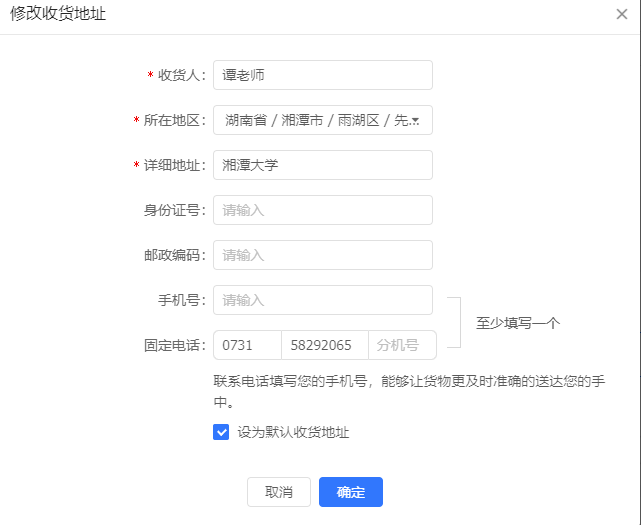 修改收货地址
* 收货人： 谭老师
* 所在地区： 湖南省 / 湘潭市 / 雨湖区 / 先...
* 详细地址： 湘潭大学
身份证号： 请输入
邮政编码： 请输入
手机号： 请输入
至少填写一个
固定电话： 0731 58292065 分机号
联系电话填写您的手机号，能够让货物更及时准确的送达您的手
中。
设为默认收货地址
取消 确定